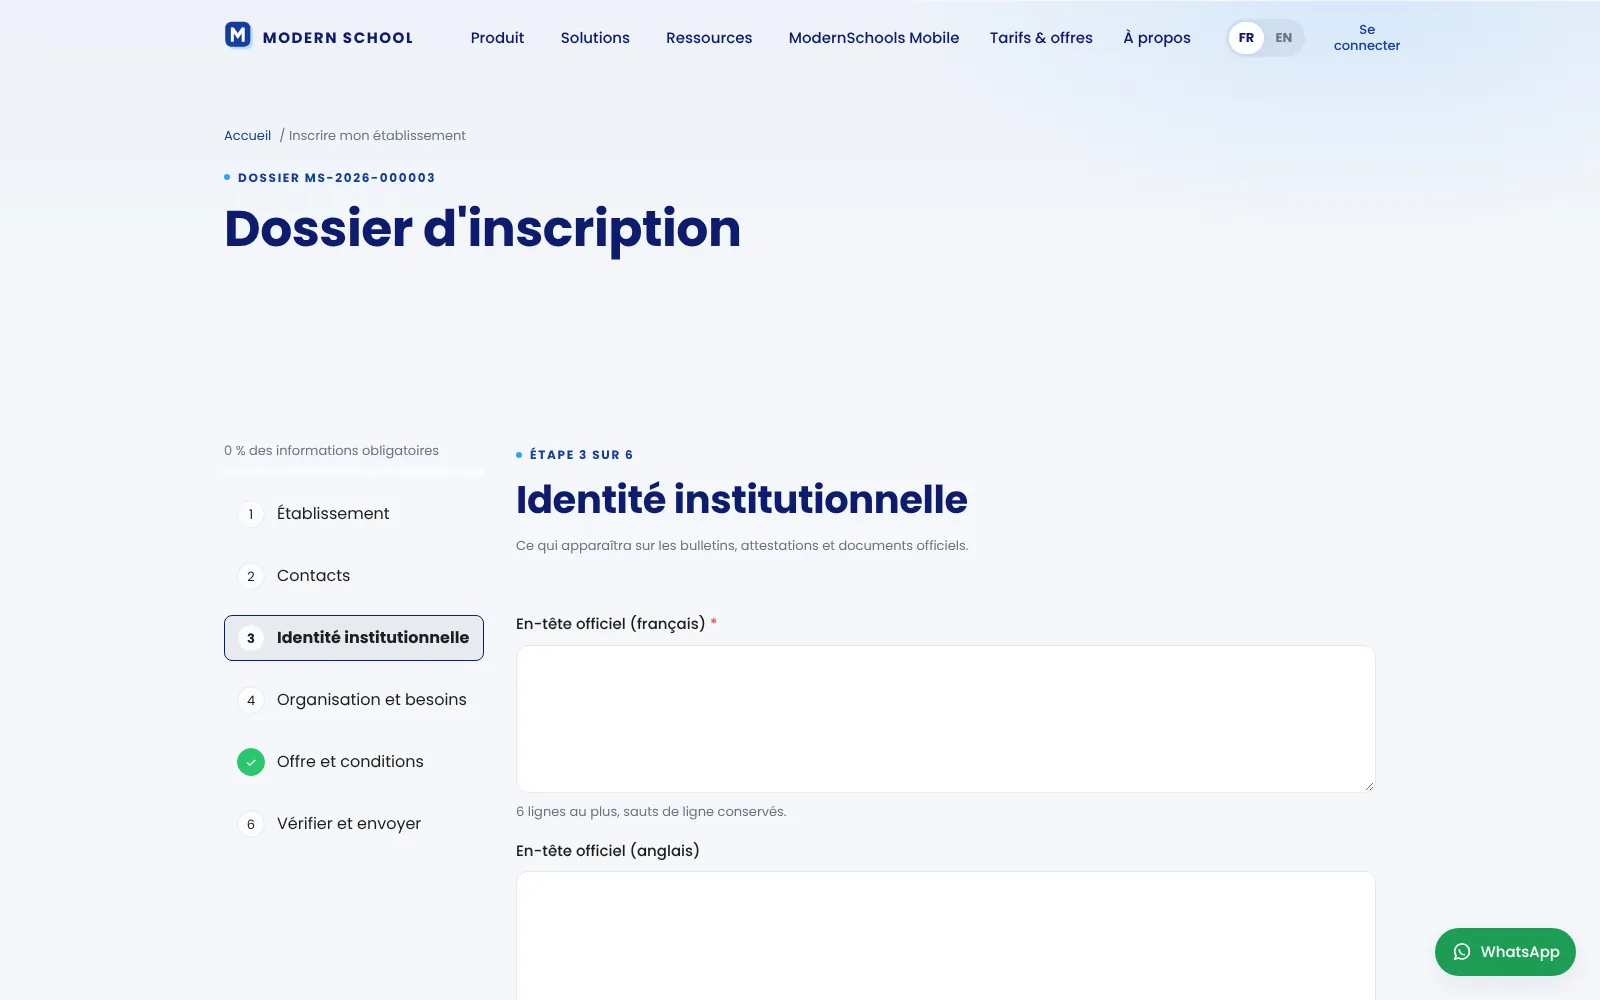 M MODERN SCHOOL
Produit
Solutions
Ressources
ModernSchools Mobile
Tarifs & offres
À propos
FR EN
Se
connecter
Accueil / Inscrire mon établissement
DOSSIER MS-2026-000003
Dossier d'inscription
0 % des informations obligatoires
1 Établissement
2 Contacts
3 Identité institutionnelle
4 Organisation et besoins
Offre et conditions
6 Vérifier et envoyer
ÉTAPE 3 SUR 6
Identité institutionnelle
Ce qui apparaîtra sur les bulletins, attestations et documents officiels.
En-tête officiel (français) *
6 lignes au plus, sauts de ligne conservés.
En-tête officiel (anglais)
WhatsApp